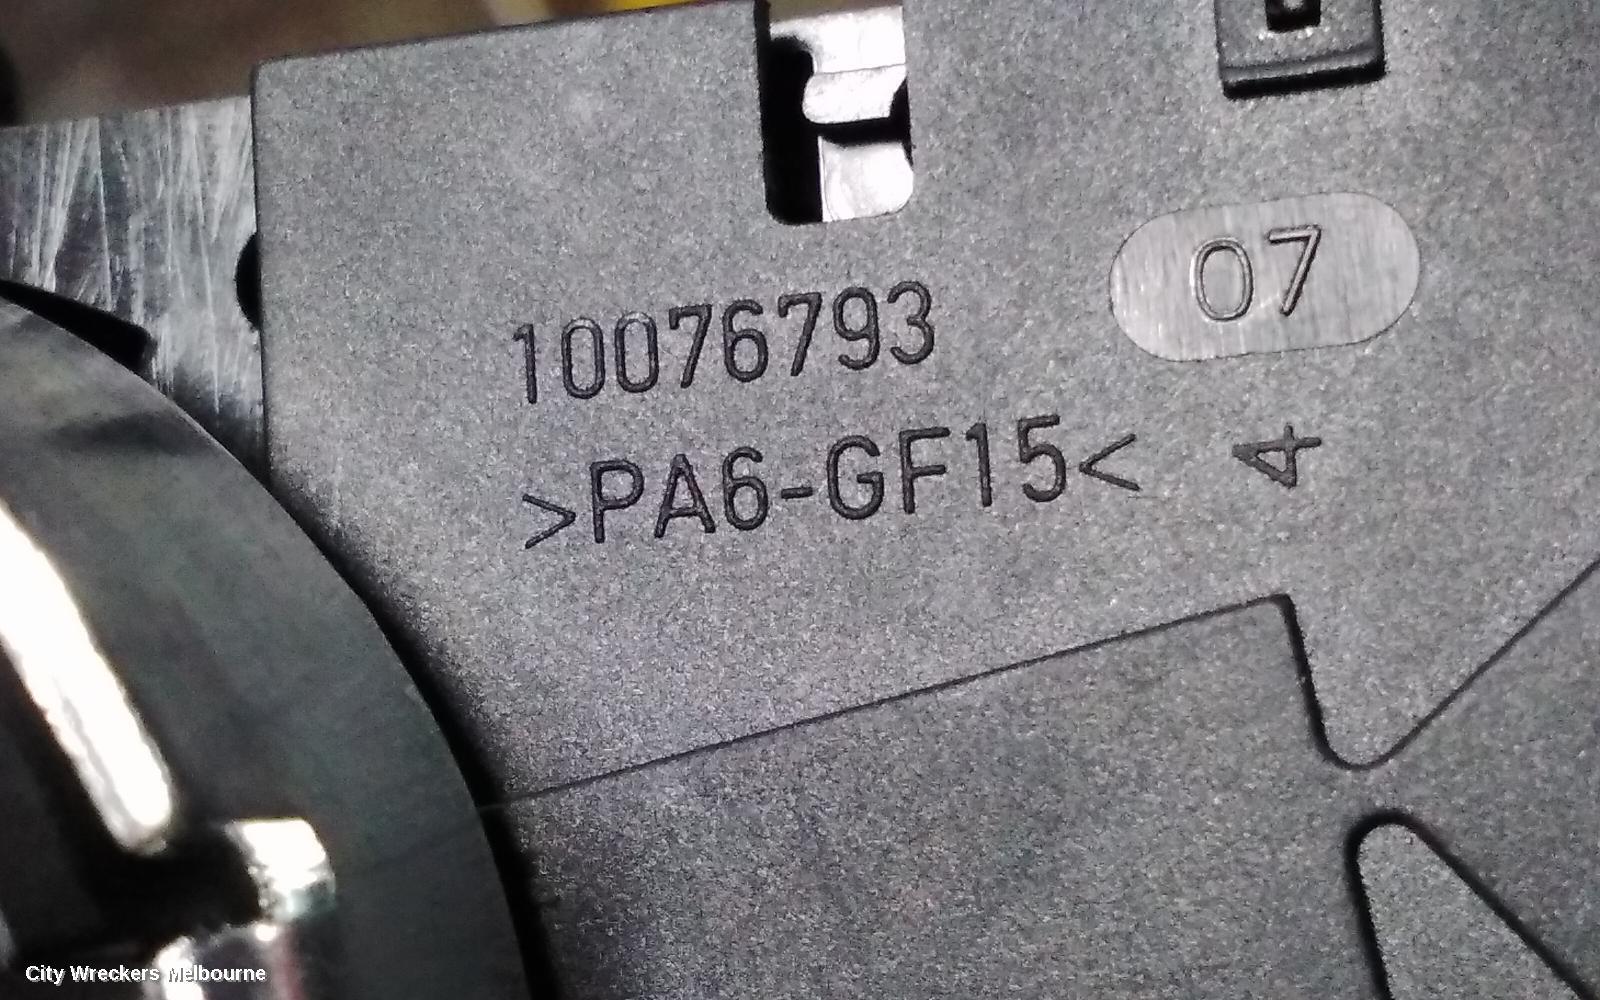 07
10076793
>PA6-GF15<
4
City Wreckers Melbourne